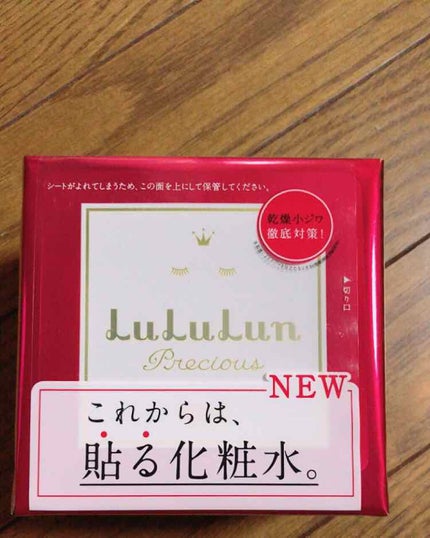 シートがよれてしまうため、この面を上にして保管してください。
乾燥小ジワ
徹底対策!
▲切り口
LuLuLun
Precious
NEW
これからは、
貼る化粧水。